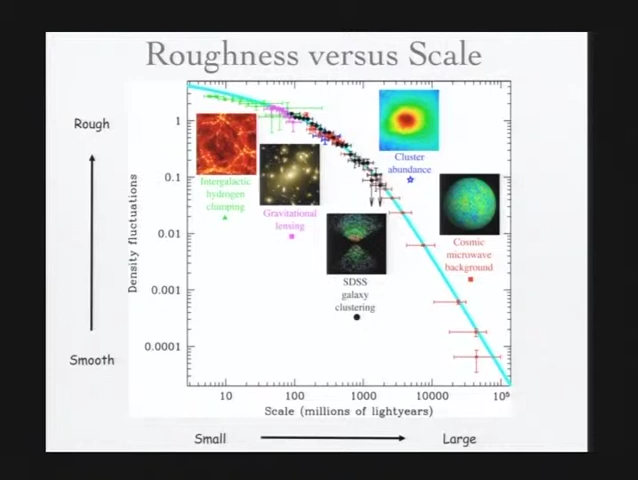 Roughness versus Scale
Rough
Smooth
Density fluctuations
1
0.1
0.01
0.001
0.0001
Intergalactic
hydrogen
clumping
Gravitational
lensing
SDSS
galaxy
clustering
Cluster
abundance
Cosmic
microwave
background
10
100
1000
10000
10⁵
Scale (millions of lightyears)
Small
Large